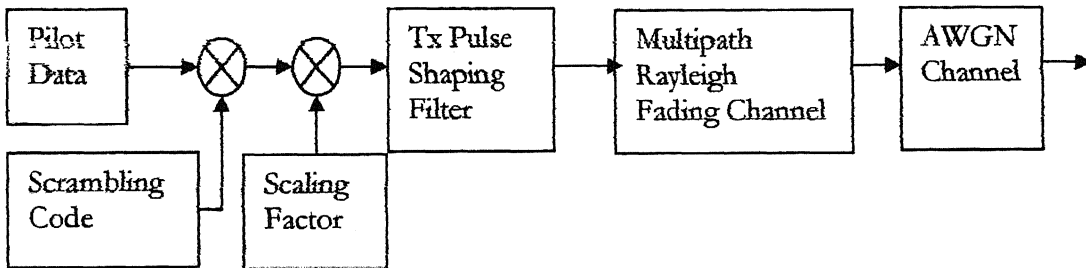 Pilot
Data
Tx Pulse
Shaping
Filter
Multipath
Rayleigh
Fading Channel
AWGN
Channel
Scrambling
Code
Scaling
Factor